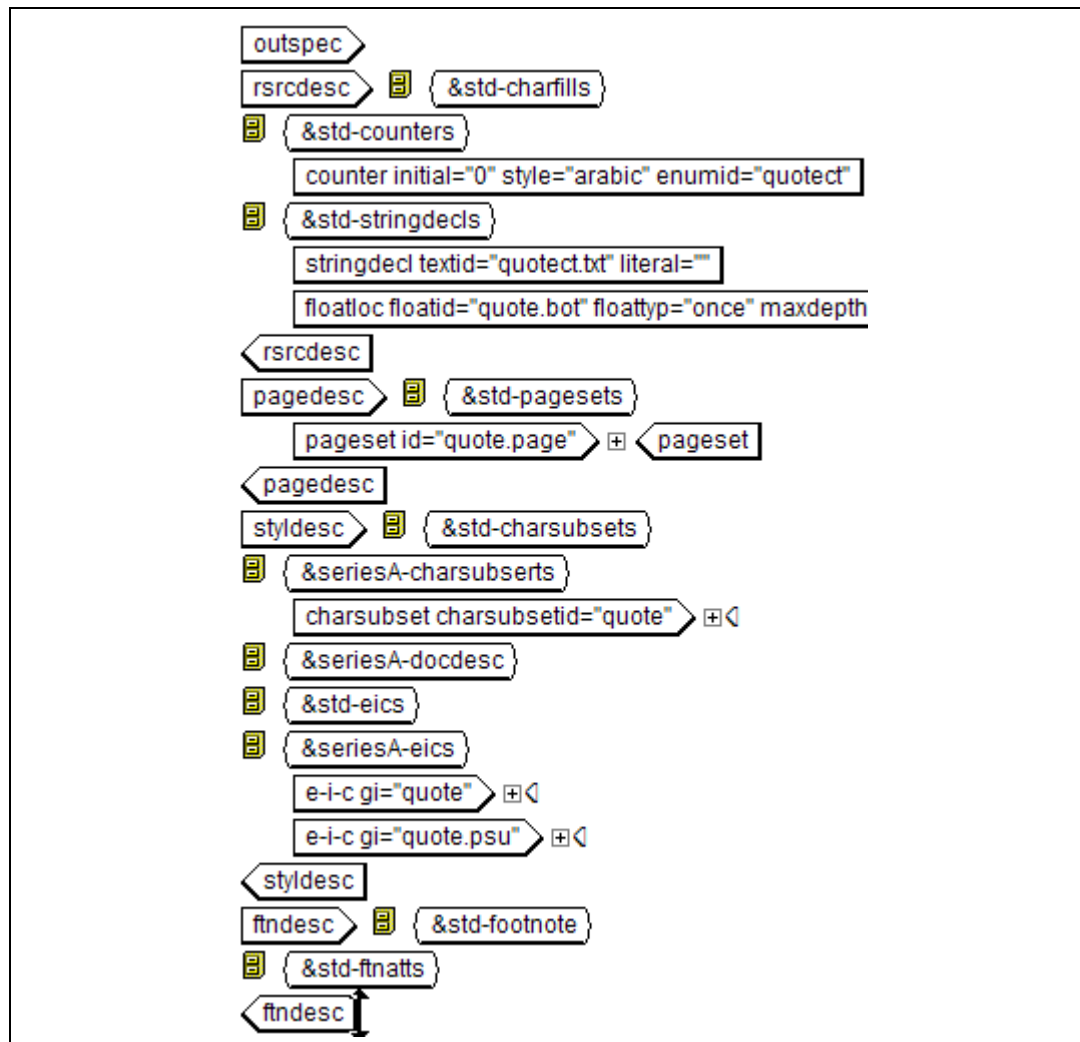 outspec
rsrcdesc &std-charfills
&std-counters
counter initial="0" style="arabic" enumid="quotect"
&std-stringdecls
stringdecl textid="quotect.txt" literal=""
floatloc floatid="quote.bot" floattyp="once" maxdepth
rsrcdesc
pagedesc &std-pagesets
pageset id="quote.page" pageset
pagedesc
styldesc &std-charsubsets
&seriesA-charsubserts
charsubset charsubsetid="quote"
&seriesA-docdesc
&std-eics
&seriesA-eics
e-i-c gi="quote"
e-i-c gi="quote.psu"
styldesc
ftndesc &std-footnote
&std-ftnatts
ftndesc